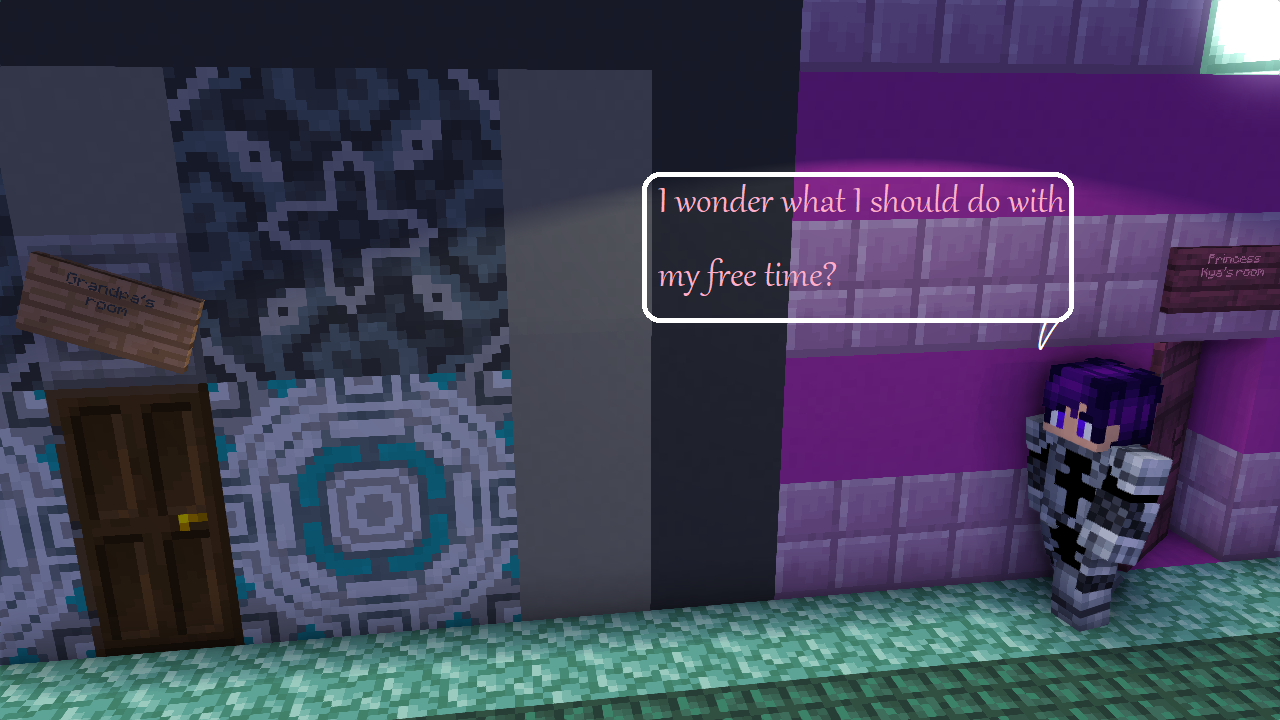 Grandpa's
room
I wonder what I should do with
my free time?
Princess
Kya's room